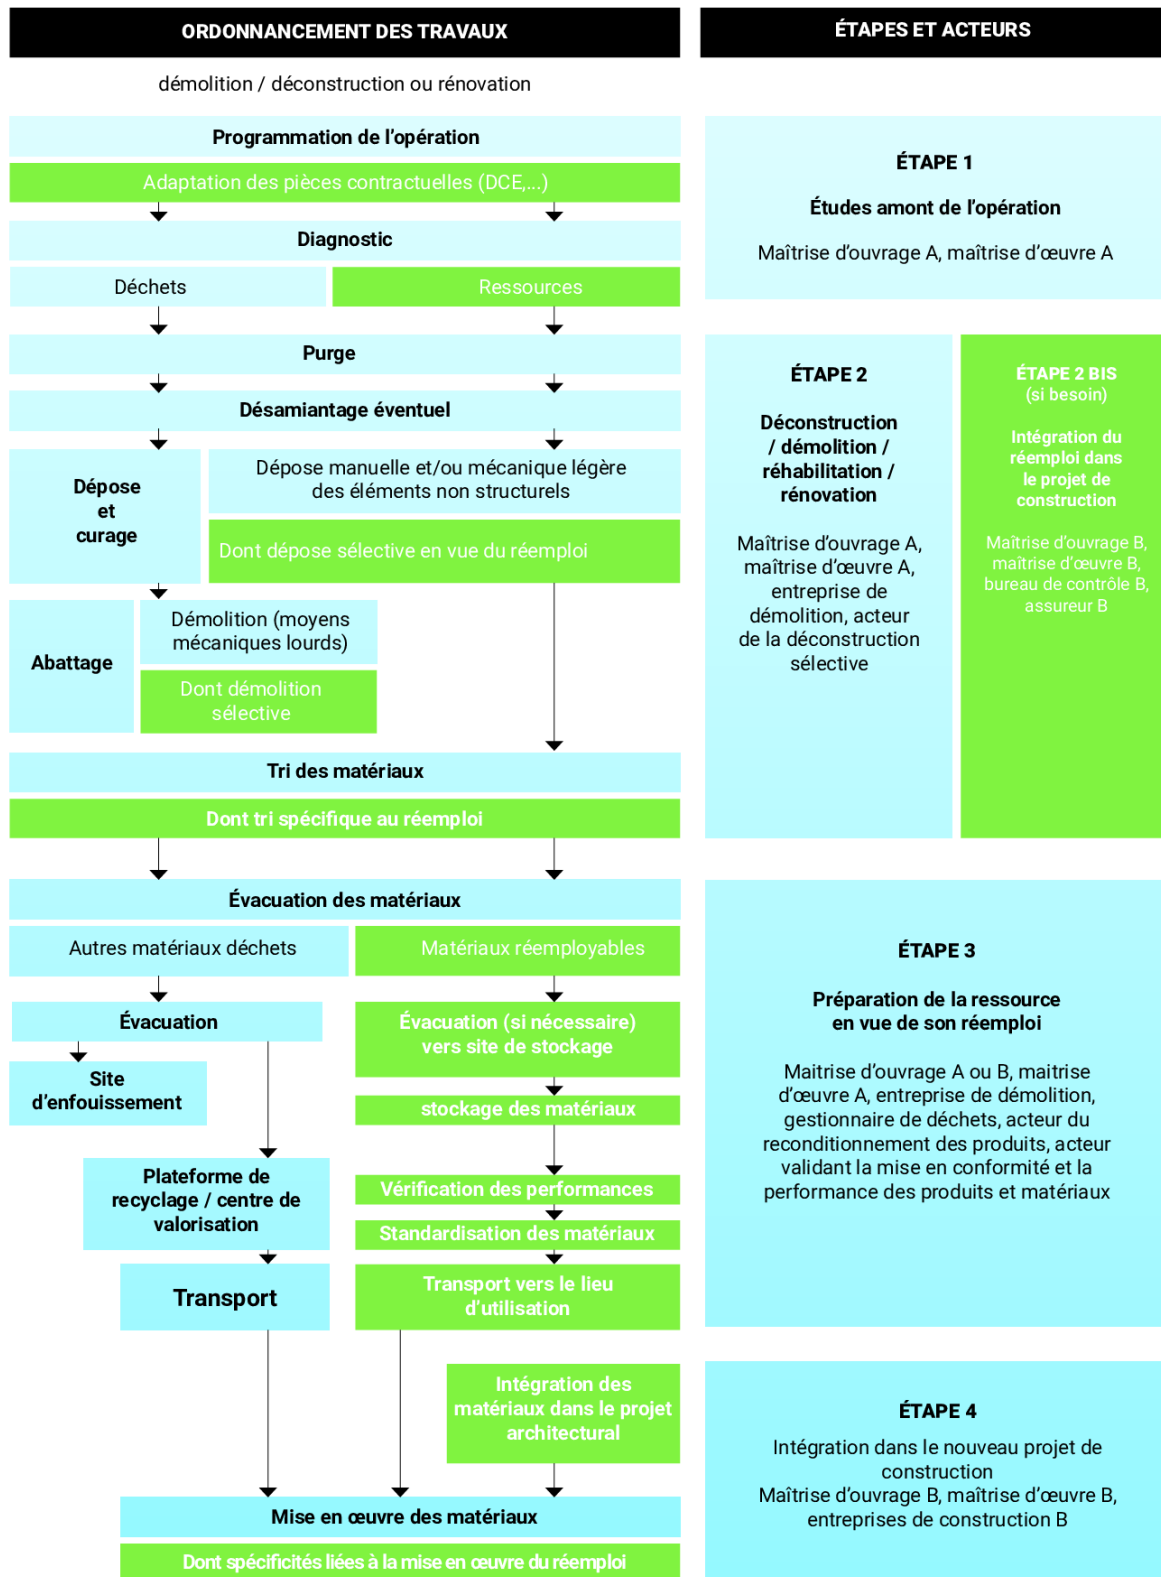 ORDONNANCEMENT DES TRAVAUX
démolition / déconstruction ou rénovation
Programmation de l'opération
Adaptation des pièces contractuelles (DCE,...)
Diagnostic
Déchets
Ressources
Purge
Désamiantage éventuel
Dépose
et
curage
Dépose manuelle et/ou mécanique légère
des éléments non structurels
Dont dépose sélective en vue du réemploi
Abattage
Démolition (moyens
mécaniques lourds)
Dont démolition
sélective
Tri des matériaux
Dont tri spécifique au réemploi
Évacuation des matériaux
Autres matériaux déchets
Matériaux réemployables
Évacuation
Site
d'enfouissement
Plateforme de
recyclage / centre de
valorisation
Transport
Évacuation (si nécessaire)
vers site de stockage
stockage des matériaux
Vérification des performances
Standardisation des matériaux
Transport vers le lieu
d'utilisation
Intégration des
matériaux dans le projet
architectural
Mise en œuvre des matériaux
Dont spécificités liées à la mise en œuvre du réemploi
ÉTAPES ET ACTEURS
ÉTAPE 1
Études amont de l'opération
Maîtrise d'ouvrage A, maîtrise d'œuvre A
ÉTAPE 2
Déconstruction
/ démolition /
réhabilitation /
rénovation
Maîtrise d'ouvrage A,
maîtrise d'œuvre A,
entreprise de
démolition, acteur
de la déconstruction
sélective
ÉTAPE 2 BIS
(si besoin)
Intégration du
réemploi dans
le projet de
construction
Maîtrise d'ouvrage B,
maîtrise d'œuvre B,
bureau de contrôle B,
assureur B
ÉTAPE 3
Préparation de la ressource
en vue de son réemploi
Maitrise d'ouvrage A ou B, maitrise
d'œuvre A, entreprise de démolition,
gestionnaire de déchets, acteur du
reconditionnement des produits, acteur
validant la mise en conformité et la
performance des produits et matériaux
ÉTAPE 4
Intégration dans le nouveau projet de
construction
Maîtrise d'ouvrage B, maîtrise d'œuvre B,
entreprises de construction B